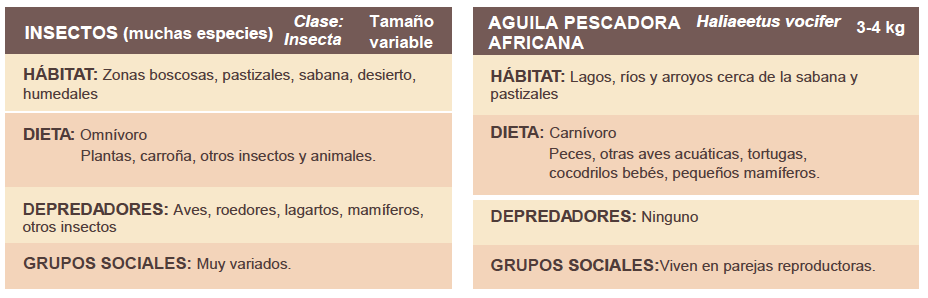 INSECTOS (muchas especies) Clase: Insecta Tamaño variable
HÁBITAT: Zonas boscosas, pastizales, sabana, desierto,
humedales
DIETA: Omnívoro
Plantas, carroña, otros insectos y animales.
DEPREDADORES: Aves, roedores, lagartos, mamíferos,
otros insectos
GRUPOS SOCIALES: Muy variados.
AGUILA PESCADORA AFRICANA Haliaeetus vocifer 3-4 kg
HÁBITAT: Lagos, ríos y arroyos cerca de la sabana y
pastizales
DIETA: Carnívoro
Peces, otras aves acuáticas, tortugas,
cocodrilos bebés, pequeños mamíferos.
DEPREDADORES: Ninguno
GRUPOS SOCIALES:Viven en parejas reproductoras.